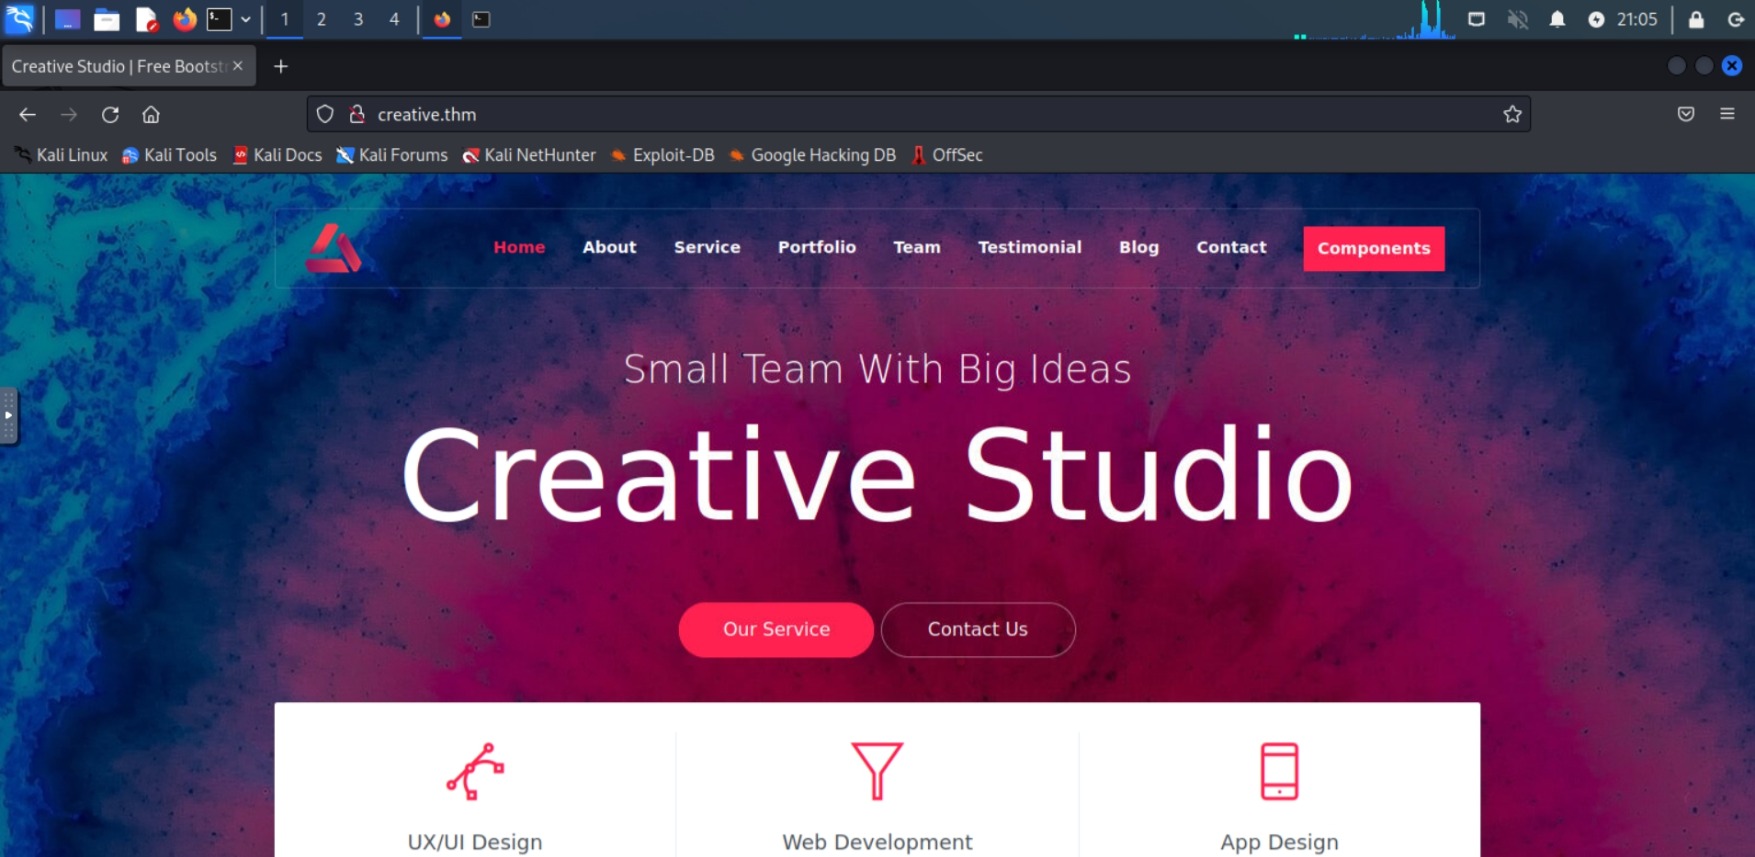 1 2 3 4 21:05
Creative Studio | Free Bootst
creative.thm
Kali Linux Kali Tools Kali Docs Kali Forums Kali NetHunter Exploit-DB Google Hacking DB OffSec
Home About Service Portfolio Team Testimonial Blog Contact Components
Small Team With Big Ideas
Creative Studio
Our Service Contact Us
UX/UI Design Web Development App Design